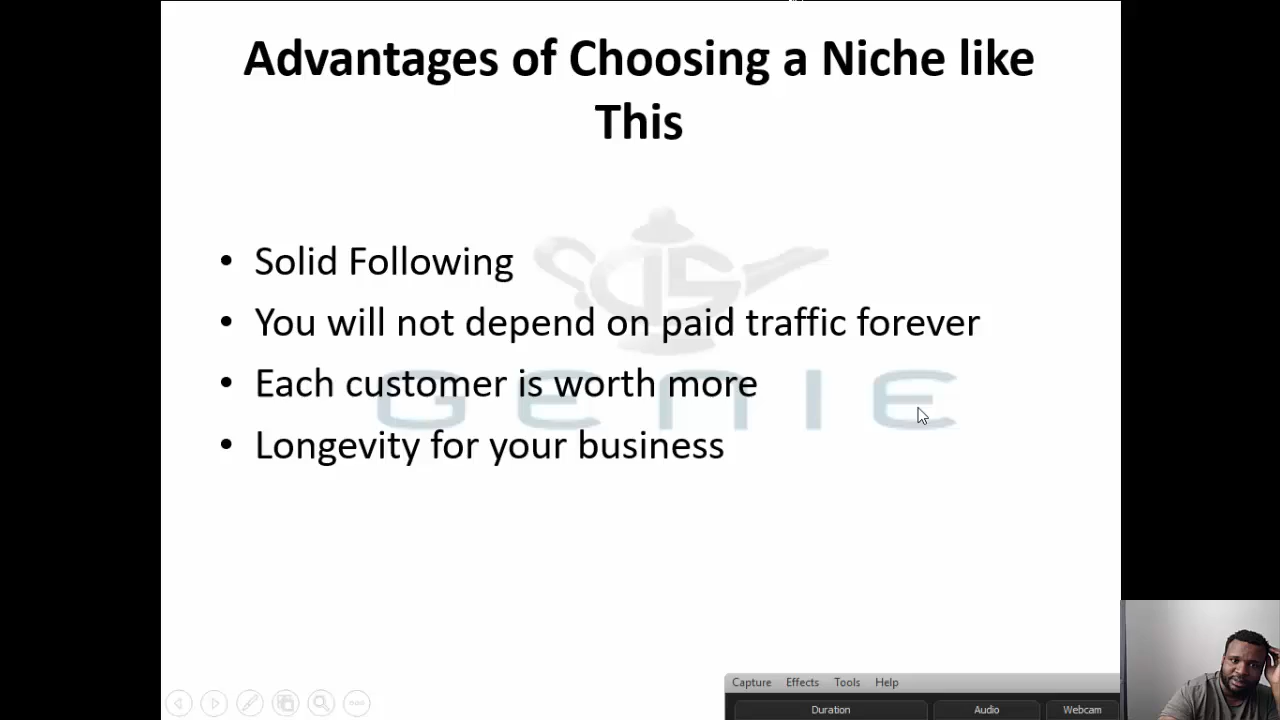 Advantages of Choosing a Niche like
This
• Solid Following
• You will not depend on paid traffic forever
• Each customer is worth more
• Longevity for your business
GENIE
Capture Effects Tools Help
Duration Audio Webcam